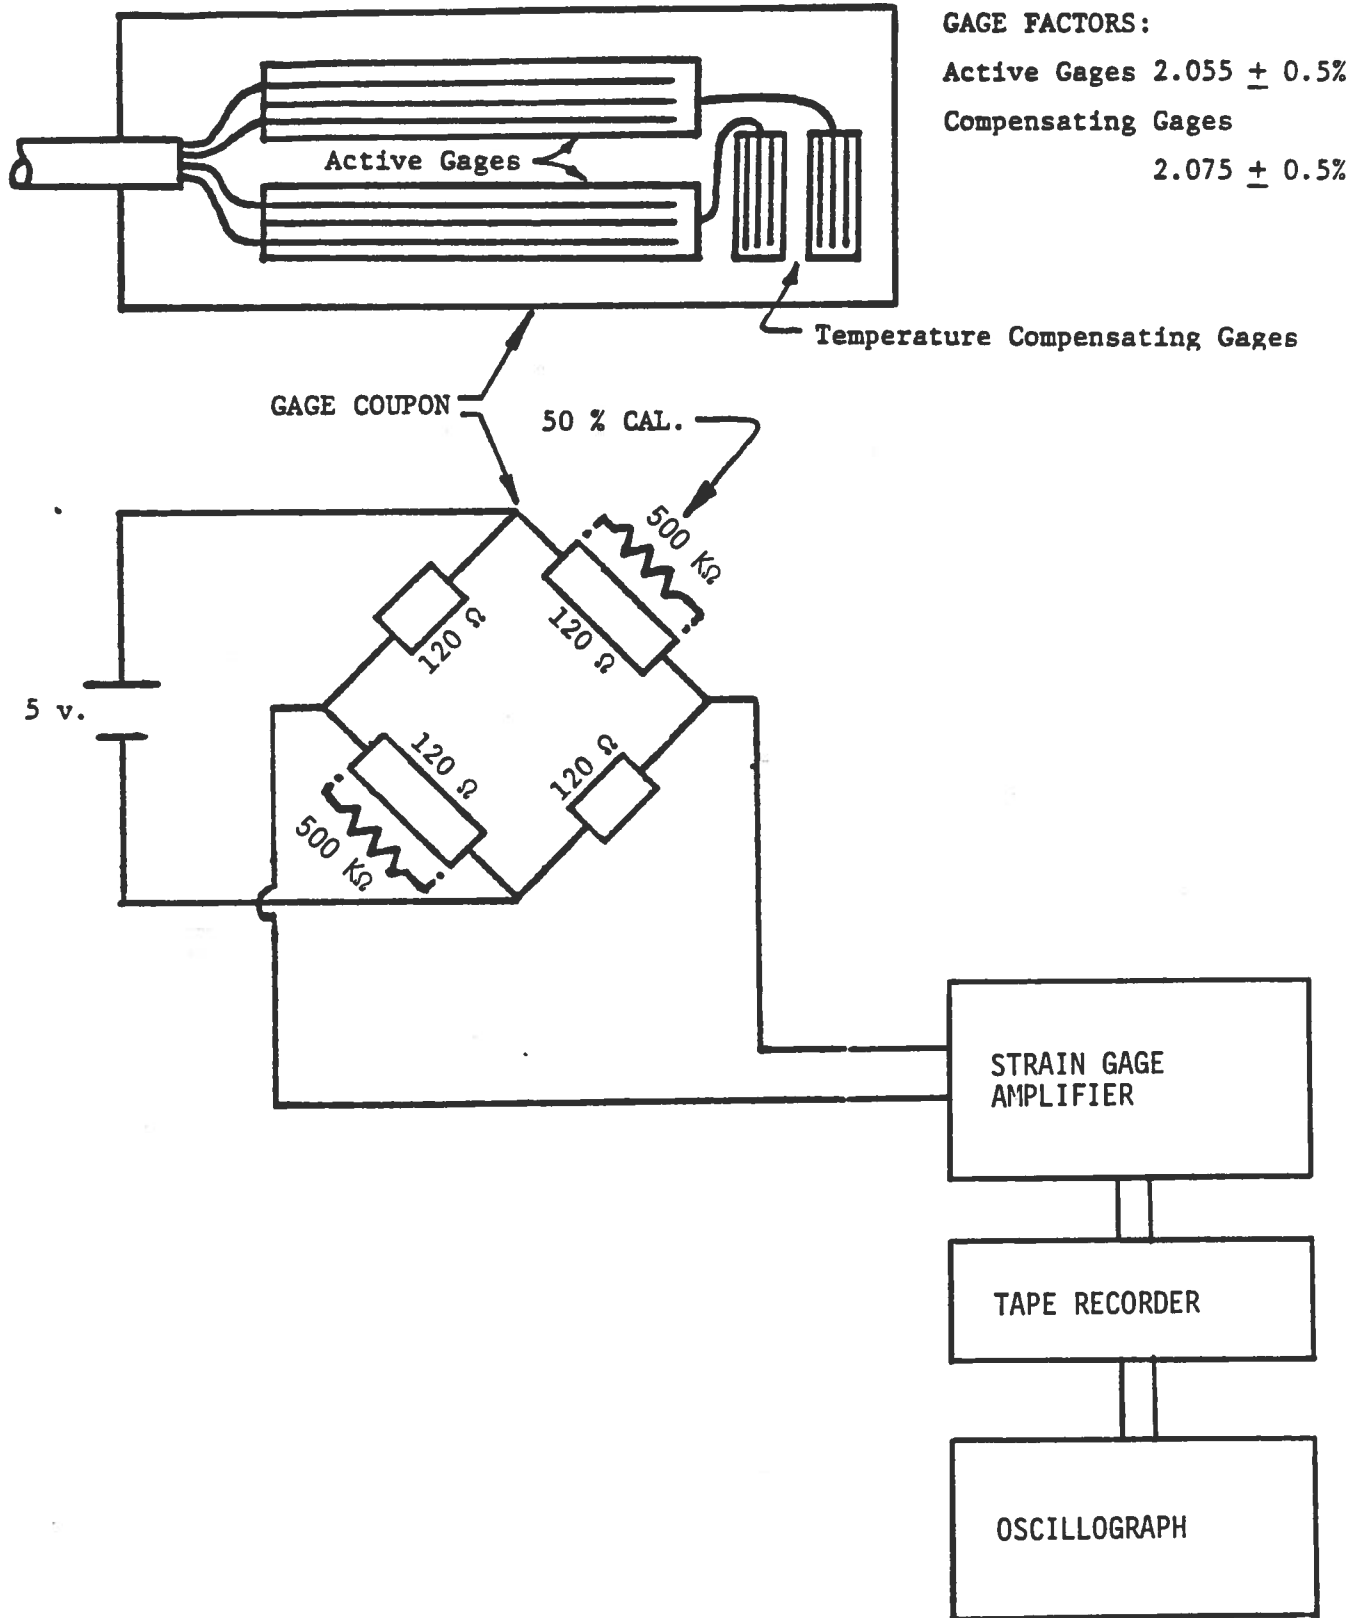 GAGE FACTORS:
Active Gages 2.055 ± 0.5%
Compensating Gages
2.075 ± 0.5%
Active Gages
Temperature Compensating Gages
GAGE COUPON
50 % CAL.
500 KΩ
120 Ω
120 Ω
5 v.
120 Ω
120 Ω
500 KΩ
STRAIN GAGE
AMPLIFIER
TAPE RECORDER
OSCILLOGRAPH